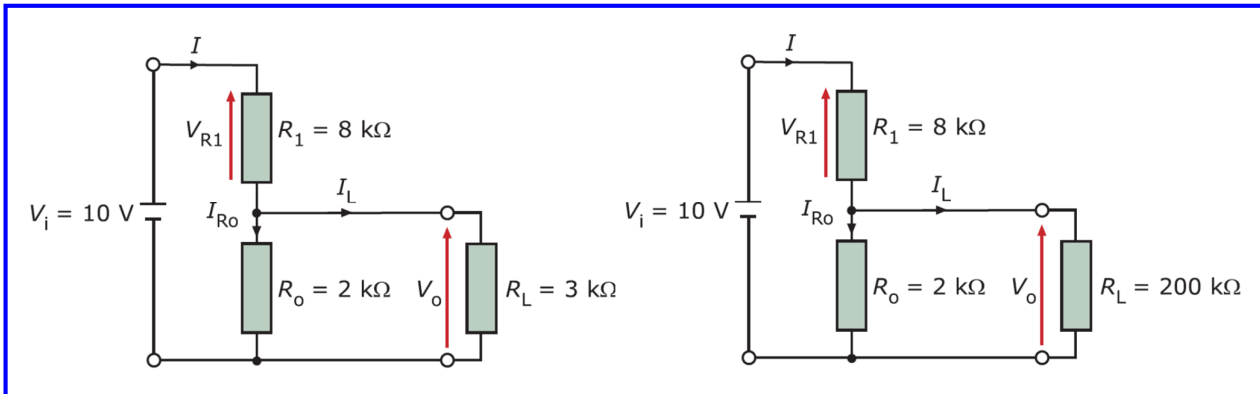 I
V_R1
R_1 = 8 kΩ
I_L
V_i = 10 V
I_Ro
R_o = 2 kΩ
V_o
R_L = 3 kΩ
I
V_R1
R_1 = 8 kΩ
I_L
V_i = 10 V
I_Ro
R_o = 2 kΩ
V_o
R_L = 200 kΩ